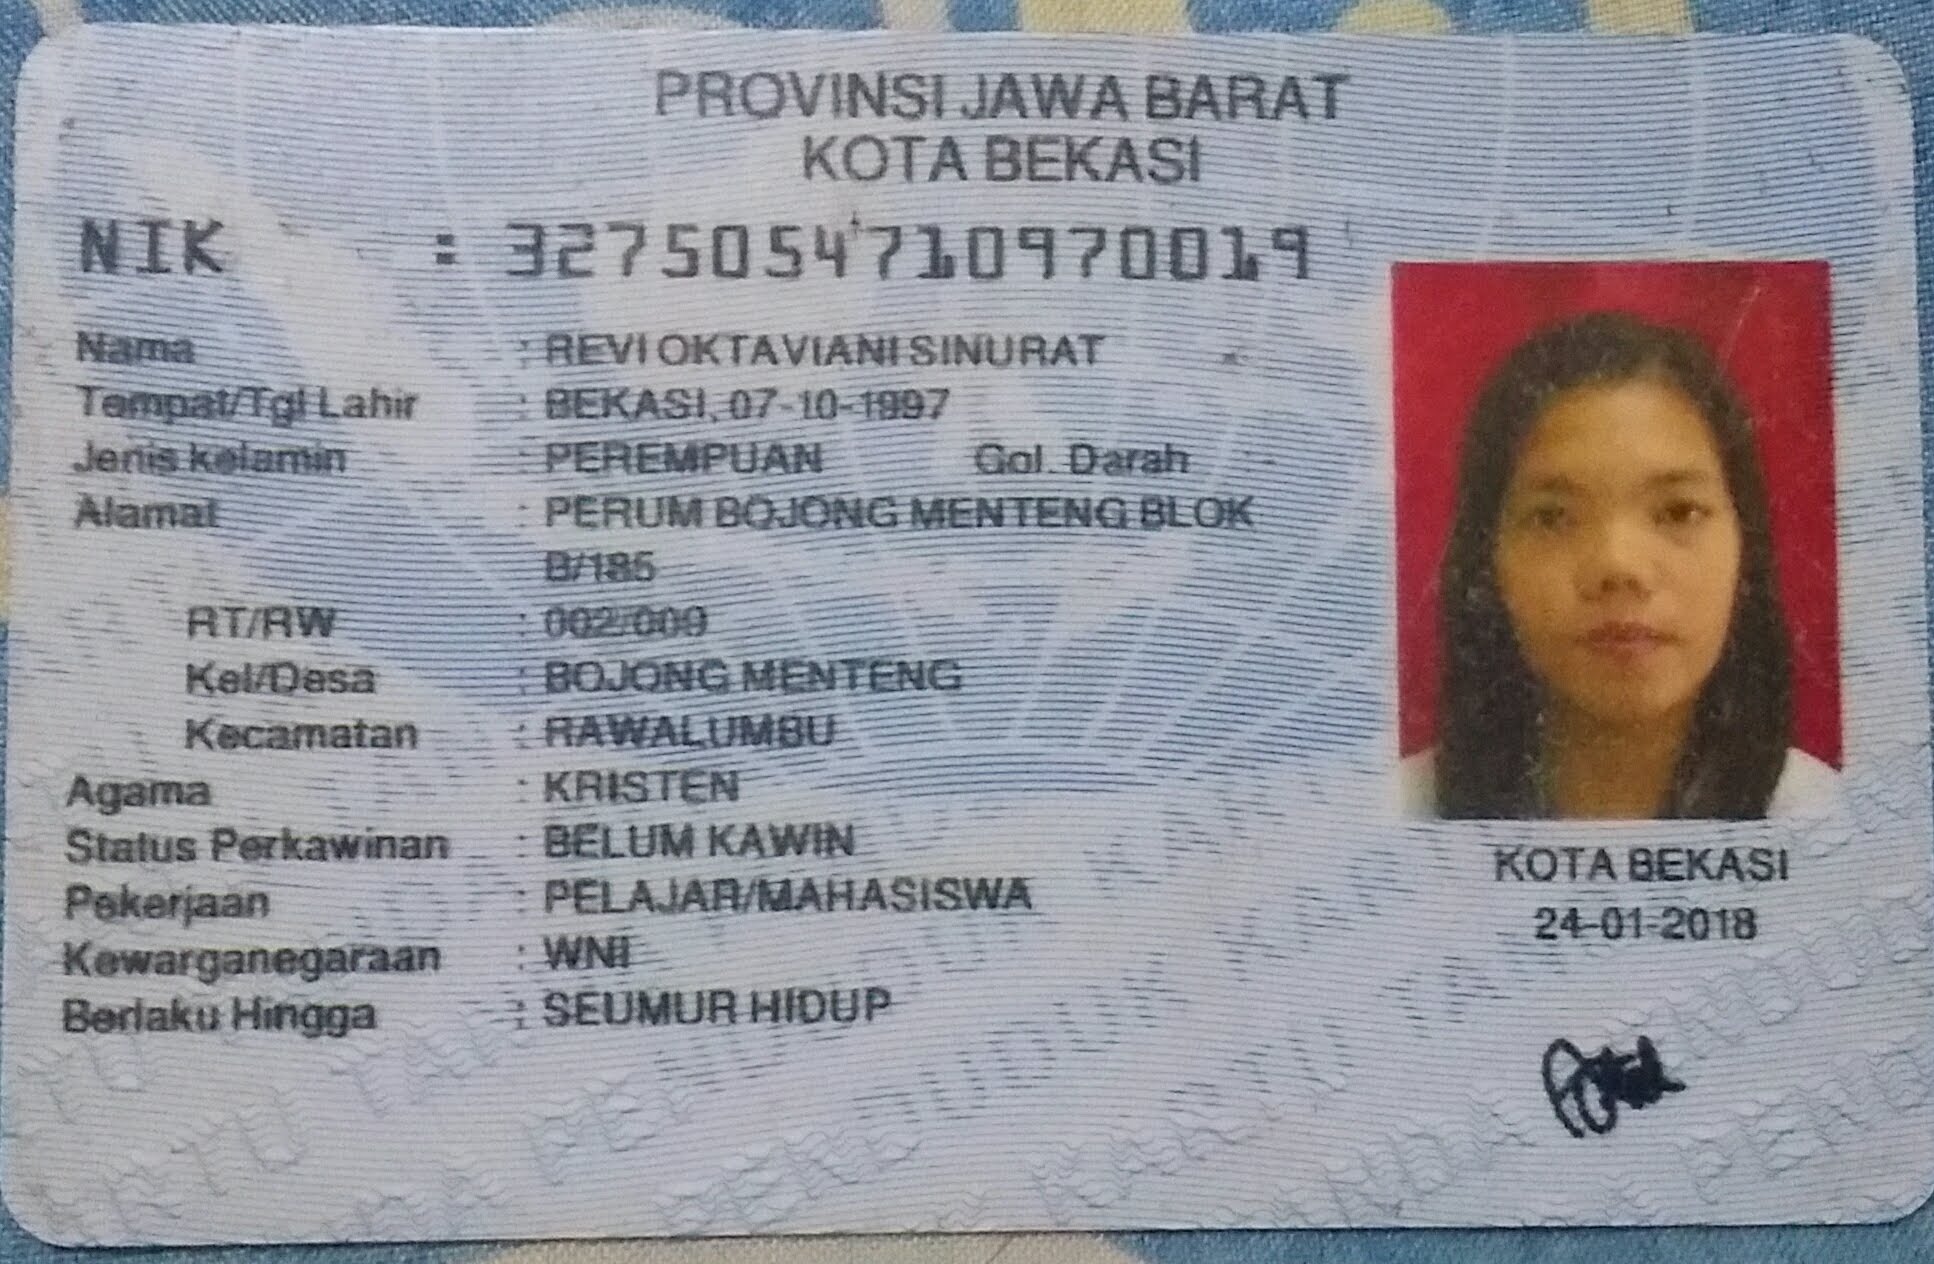 PROVINSI JAWA BARAT
KOTA BEKASI
NIK : 3275054710970019
Nama : REVI OKTAVIANI SINURAT
Tempat/Tgl Lahir : BEKASI, 07-10-1997
Jenis kelamin : PEREMPUAN Gol. Darah :-
Alamat : PERUM BOJONG MENTENG BLOK
B/185
RT/RW : 002/009
Kel/Desa : BOJONG MENTENG
Kecamatan : RAWALUMBU
Agama : KRISTEN
Status Perkawinan : BELUM KAWIN
Pekerjaan : PELAJAR/MAHASISWA
Kewarganegaraan : WNI
Berlaku Hingga : SEUMUR HIDUP
KOTA BEKASI
24-01-2018